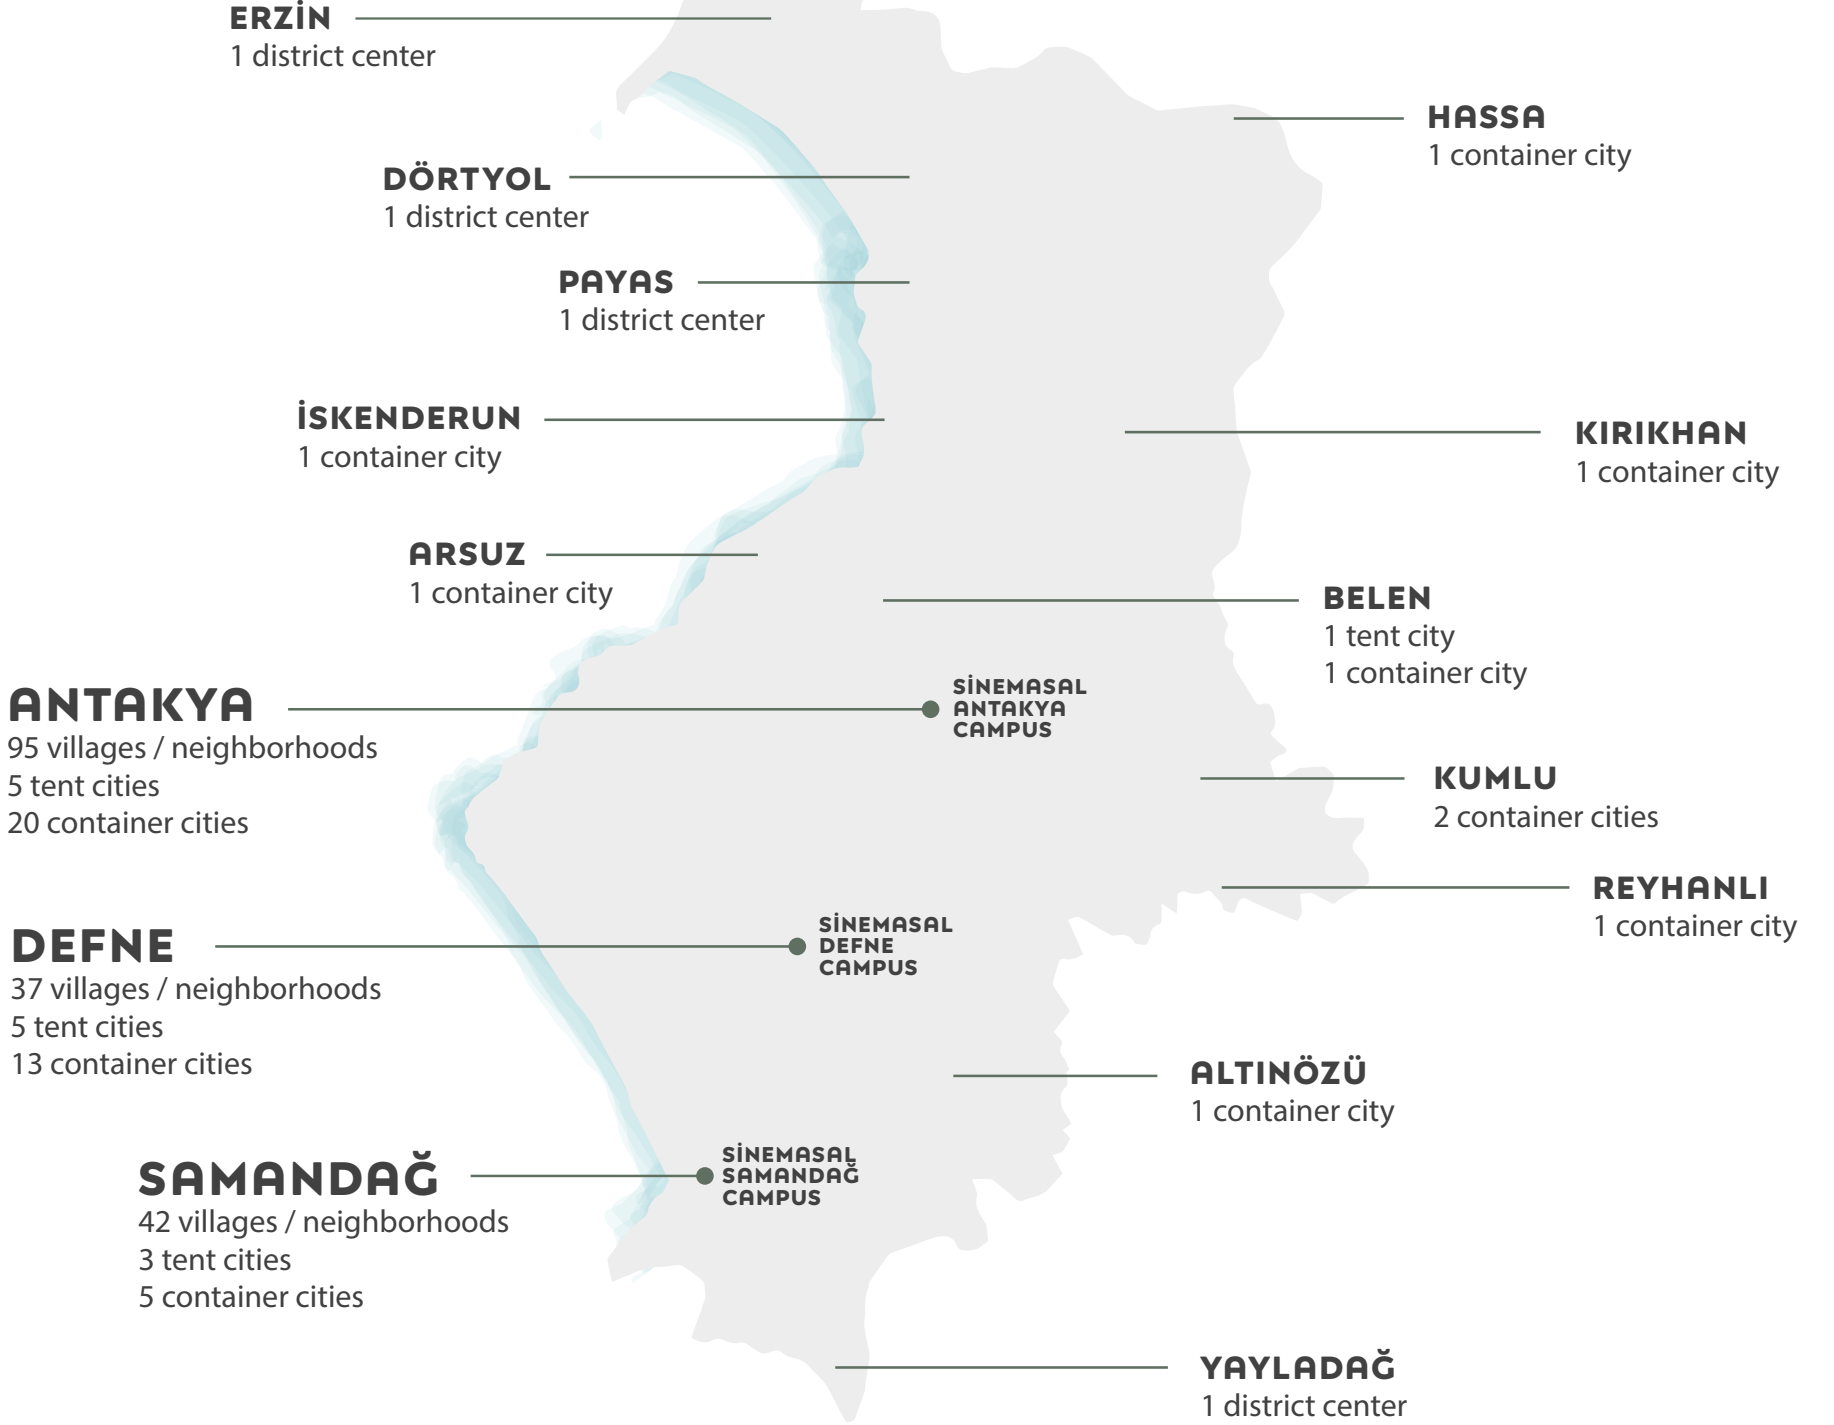 ERZİN
1 district center
HASSA
1 container city
DÖRTYOL
1 district center
PAYAS
1 district center
İSKENDERUN
1 container city
KIRIKHAN
1 container city
ARSUZ
1 container city
BELEN
1 tent city
1 container city
ANTAKYA
95 villages / neighborhoods
5 tent cities
20 container cities
SİNEMASAL
ANTAKYA
CAMPUS
KUMLU
2 container cities
REYHANLI
1 container city
DEFNE
37 villages / neighborhoods
5 tent cities
13 container cities
SİNEMASAL
DEFNE
CAMPUS
ALTINÖZÜ
1 container city
SAMANDAĞ
42 villages / neighborhoods
3 tent cities
5 container cities
SİNEMASAL
SAMANDAĞ
CAMPUS
YAYLADAĞ
1 district center